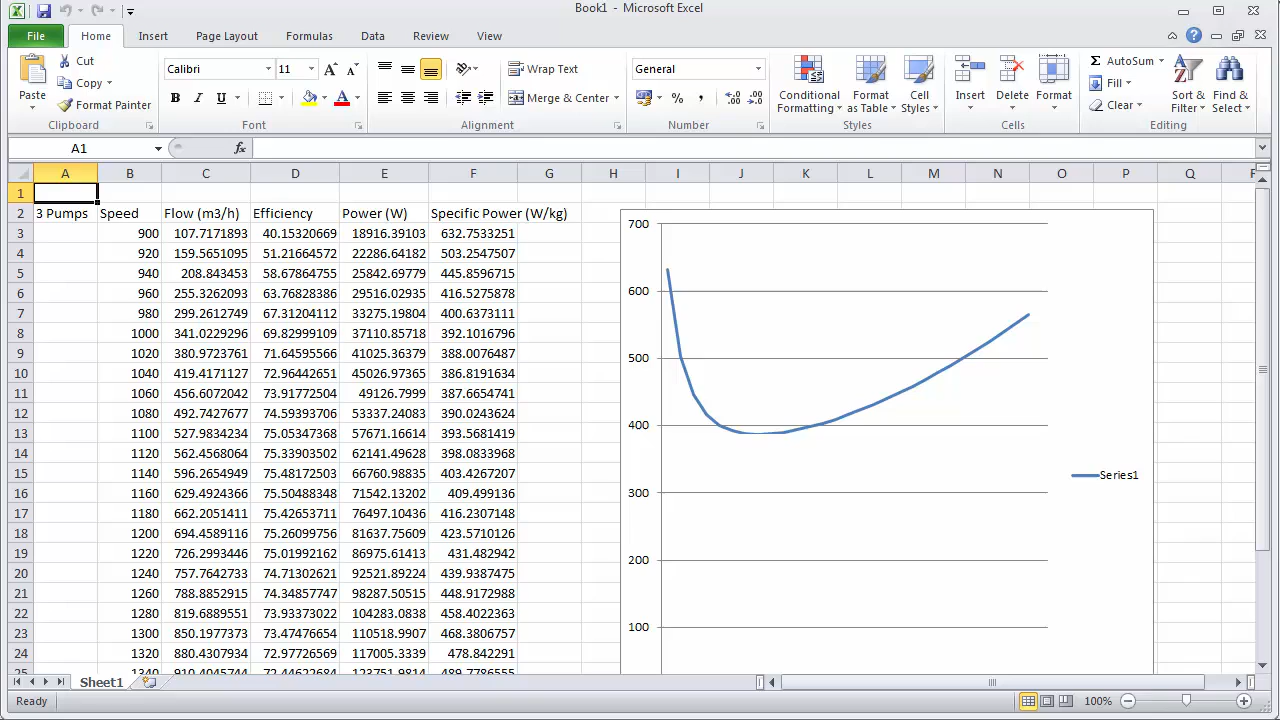 Book1 - Microsoft Excel
File Home Insert Page Layout Formulas Data Review View
Paste
Cut
Copy
Format Painter
Clipboard
Calibri 11
B I U
A A
Font
Wrap Text
Merge & Center
Alignment
General
% ,
Number
Conditional Formatting
Format as Table
Cell Styles
Styles
Insert Delete Format
Cells
Σ AutoSum
Fill
Clear
Sort & Filter
Find & Select
Editing
A1 fx
A B C D E F G H I J K L M N O P Q
1
2 3 Pumps Speed Flow (m3/h) Efficiency Power (W) Specific Power (W/kg)
3 900 107.7171893 40.15320669 18916.39103 632.7533251
4 920 159.5651095 51.21664572 22286.64182 503.2547507
5 940 208.843453 58.67864755 25842.69779 445.8596715
6 960 255.3262093 63.76828386 29516.02935 416.5275878
7 980 299.2612749 67.31204112 33275.19804 400.6373111
8 1000 341.0229296 69.82999109 37110.85718 392.1016796
9 1020 380.9723761 71.64595566 41025.36379 388.0076487
10 1040 419.4171127 72.96442651 45026.97365 386.8191634
11 1060 456.6072042 73.91772504 49126.7999 387.6654741
12 1080 492.7427677 74.59393706 53337.24083 390.0243624
13 1100 527.9834234 75.05347368 57671.16614 393.5681419
14 1120 562.4568064 75.33903502 62141.49628 398.0833968
15 1140 596.2654949 75.48172503 66760.98835 403.4267207
16 1160 629.4924366 75.50488348 71542.13202 409.499136
17 1180 662.2051411 75.42653711 76497.10436 416.2307148
18 1200 694.4589116 75.26099756 81637.75609 423.5710126
19 1220 726.2993446 75.01992162 86975.61413 431.482942
20 1240 757.7642733 74.71302621 92521.89224 439.9387475
21 1260 788.8852915 74.34857747 98287.50515 448.9172988
22 1280 819.6889551 73.93373022 104283.0838 458.4022363
23 1300 850.1977373 73.47476654 110518.9907 468.3806757
24 1320 880.4307934 72.97769569 117005.3339 478.842291
25 1340 910.4045744 72.44622684 123751.9814 489.7786555
700
600
500
400
300
200
100
Series1
Sheet1
Ready 100%